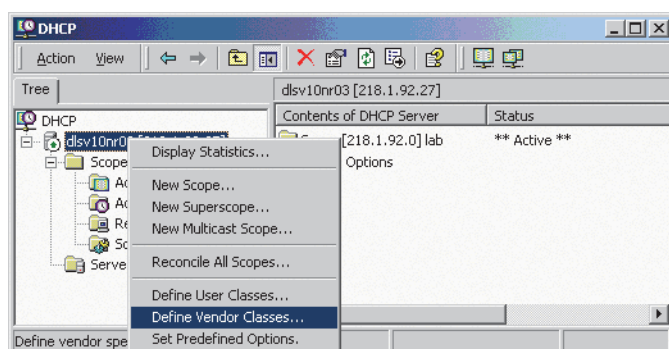 DHCP
Action View
Tree
dlsv10nr03 [218.1.92.27]
DHCP
Contents of DHCP Server
Status
[218.1.92.0] lab
** Active **
Options
Scope
Serve
Display Statistics...
New Scope...
New Superscope...
New Multicast Scope...
Reconcile All Scopes...
Define User Classes...
Define Vendor Classes...
Set Predefined Options.
Define vendor spe